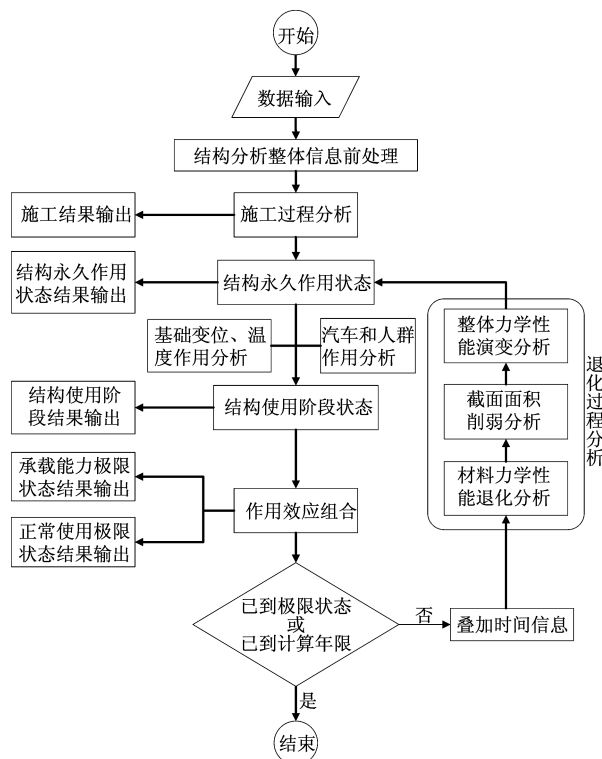 开始
数据输入
结构分析整体信息前处理
施工结果输出
施工过程分析
结构永久作用
状态结果输出
结构永久作用状态
整体力学性
能演变分析
基础变位、温
度作用分析
汽车和人群
作用分析
退化过程分析
结构使用阶
段结果输出
结构使用阶段状态
截面面积
削弱分析
承载能力极限
状态结果输出
材料力学性
能退化分析
正常使用极限
状态结果输出
作用效应组合
已到极限状态
或
已到计算年限
否
叠加时间信息
是
结束